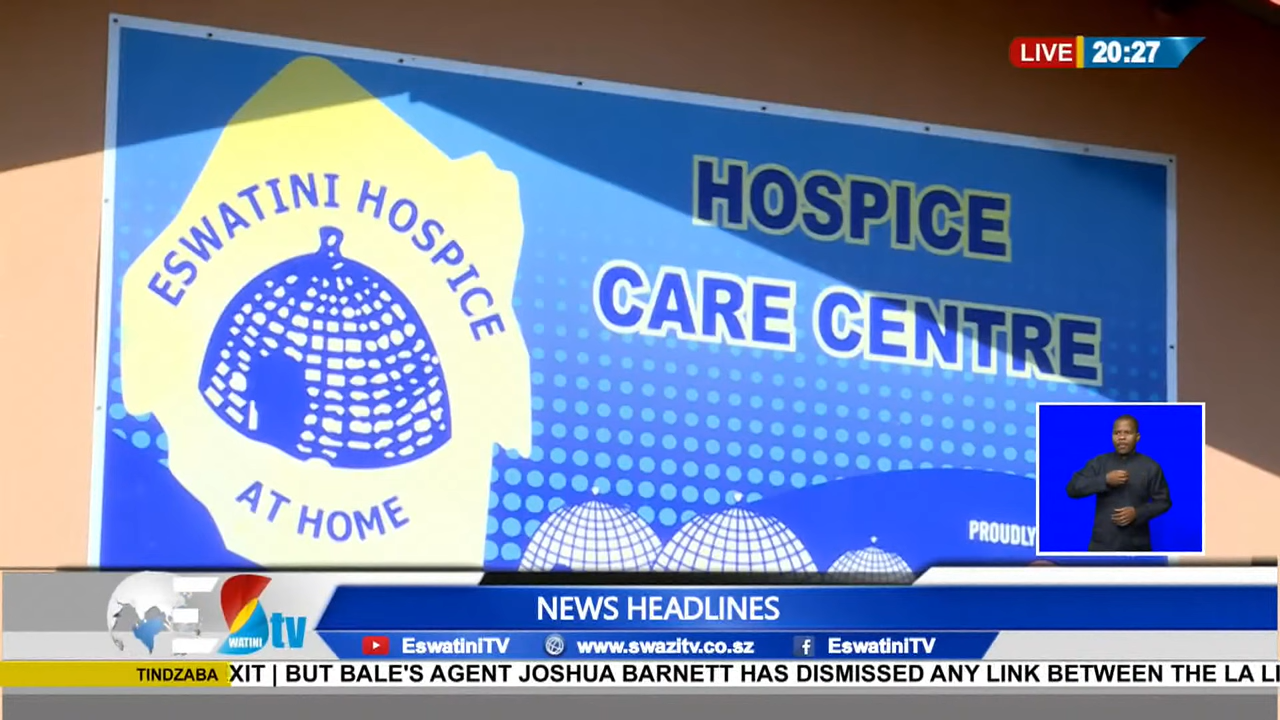 LIVE 20:27
ESWATINI HOSPICE
AT HOME
HOSPICE
CARE CENTRE
PROUDLY
EStv
WATINI
NEWS HEADLINES
EswatiniTV www.swazitv.co.sz EswatiniTV
TINDZABA XIT | BUT BALE'S AGENT JOSHUA BARNETT HAS DISMISSED ANY LINK BETWEEN THE LA LI